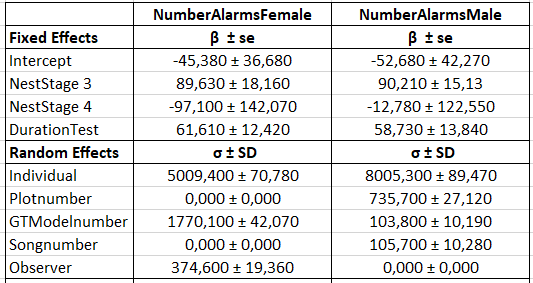 NumberAlarmsFemale NumberAlarmsMale
Fixed Effects β ± se β ± se
Intercept -45,380 ± 36,680 -52,680 ± 42,270
NestStage 3 89,630 ± 18,160 90,210 ± 15,13
NestStage 4 -97,100 ± 142,070 -12,780 ± 122,550
DurationTest 61,610 ± 12,420 58,730 ± 13,840
Random Effects σ ± SD σ ± SD
Individual 5009,400 ± 70,780 8005,300 ± 89,470
Plotnumber 0,000 ± 0,000 735,700 ± 27,120
GTModelnumber 1770,100 ± 42,070 103,800 ± 10,190
Songnumber 0,000 ± 0,000 105,700 ± 10,280
Observer 374,600 ± 19,360 0,000 ± 0,000